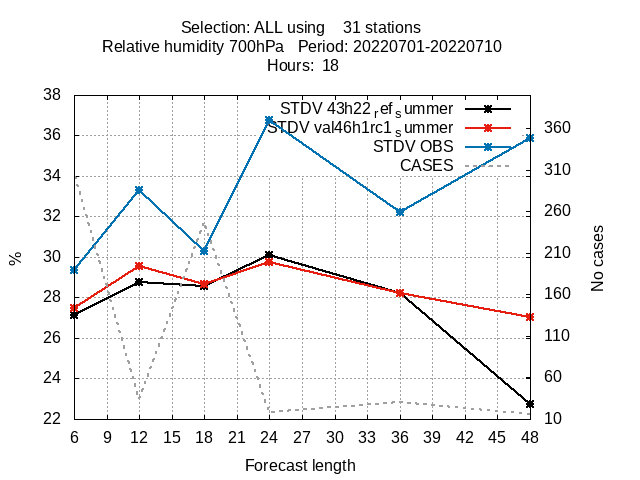 Selection: ALL using 31 stations
Relative humidity 700hPa Period: 20220701-20220710
Hours: 18
STDV 43h22_ref_summer
STDV val46h1rc1_summer
STDV OBS
CASES
38
36
34
32
30
28
26
24
22
360
310
260
210
160
110
60
10
%
No cases
6 9 12 15 18 21 24 27 30 33 36 39 42 45 48
Forecast length